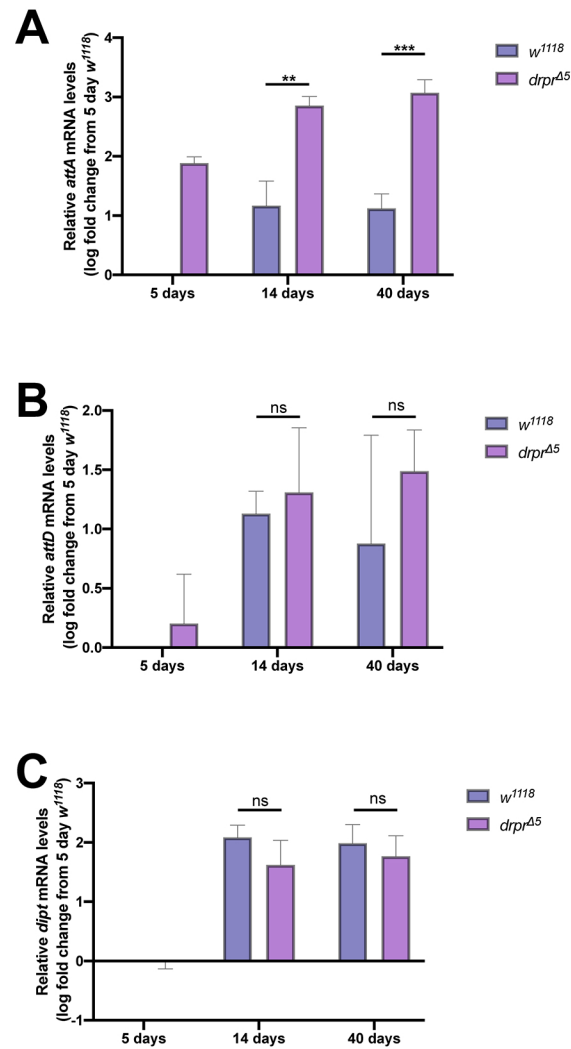 A
Relative attA mRNA levels
(log fold change from 5 day w1118)
4
3
2
1
0
**
***
5 days
14 days
40 days
w1118
drprΔ5
B
Relative attD mRNA levels
(log fold change from 5 day w1118)
2.0
1.5
1.0
0.5
0.0
ns
ns
5 days
14 days
40 days
w1118
drprΔ5
C
Relative dipt mRNA levels
(log fold change from 5 day w1118)
3
2
1
0
-1
ns
ns
5 days
14 days
40 days
w1118
drprΔ5